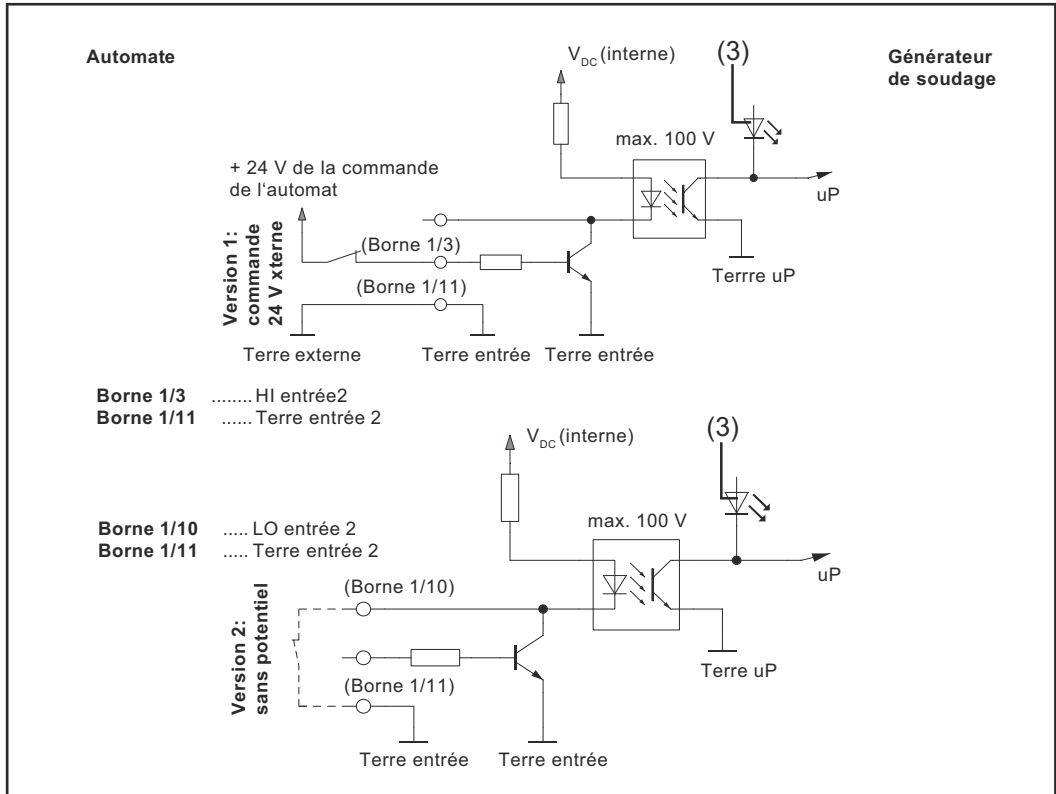 Automate
V_DC (interne)
(3)
Générateur
de soudage
max. 100 V
+ 24 V de la commande
de l'automat
uP
Version 1:
commande
24 V xterne
(Borne 1/3)
Terrre uP
(Borne 1/11)
Terre externe
Terre entrée
Terre entrée
Borne 1/3 ........ HI entrée2
Borne 1/11 ...... Terre entrée 2
V_DC (interne)
(3)
Borne 1/10 ..... LO entrée 2
Borne 1/11 ..... Terre entrée 2
max. 100 V
uP
Version 2:
sans potentiel
(Borne 1/10)
Terre uP
(Borne 1/11)
Terre entrée
Terre entrée